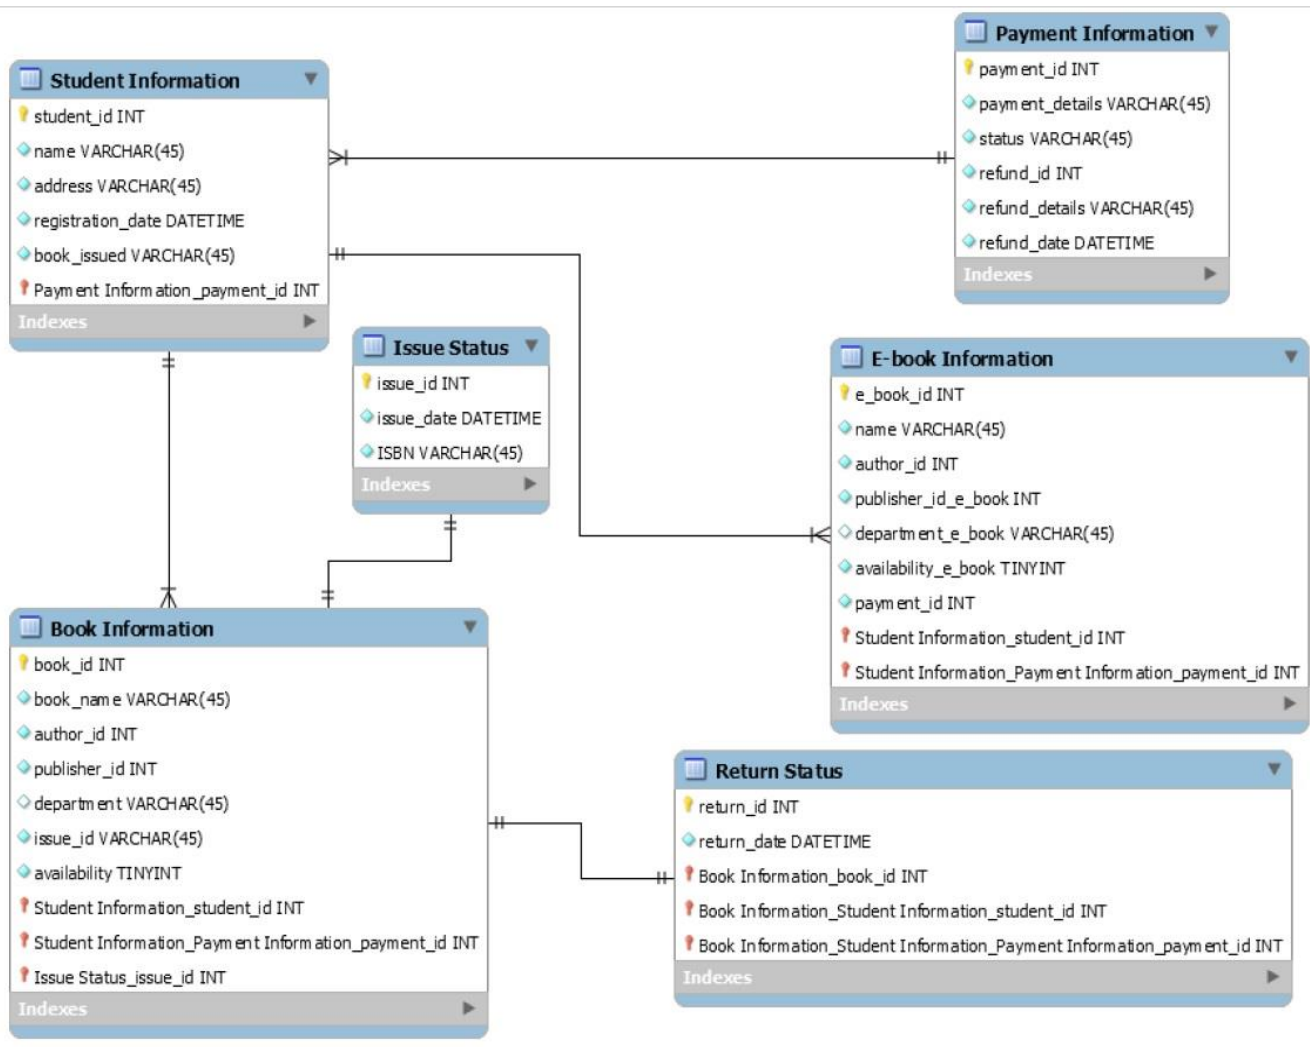 Student Information
student_id INT
name VARCHAR(45)
address VARCHAR(45)
registration_date DATETIME
book_issued VARCHAR(45)
Payment Information_payment_id INT
Indexes
Payment Information
payment_id INT
payment_details VARCHAR(45)
status VARCHAR(45)
refund_id INT
refund_details VARCHAR(45)
refund_date DATETIME
Indexes
Issue Status
issue_id INT
issue_date DATETIME
ISBN VARCHAR(45)
Indexes
E-book Information
e_book_id INT
name VARCHAR(45)
author_id INT
publisher_id_e_book INT
department_e_book VARCHAR(45)
availability_e_book TINYINT
payment_id INT
Student Information_student_id INT
Student Information_Payment Information_payment_id INT
Indexes
Book Information
book_id INT
book_name VARCHAR(45)
author_id INT
publisher_id INT
department VARCHAR(45)
issue_id VARCHAR(45)
availability TINYINT
Student Information_student_id INT
Student Information_Payment Information_payment_id INT
Issue Status_issue_id INT
Indexes
Return Status
return_id INT
return_date DATETIME
Book Information_book_id INT
Book Information_Student Information_student_id INT
Book Information_Student Information_Payment Information_payment_id INT
Indexes